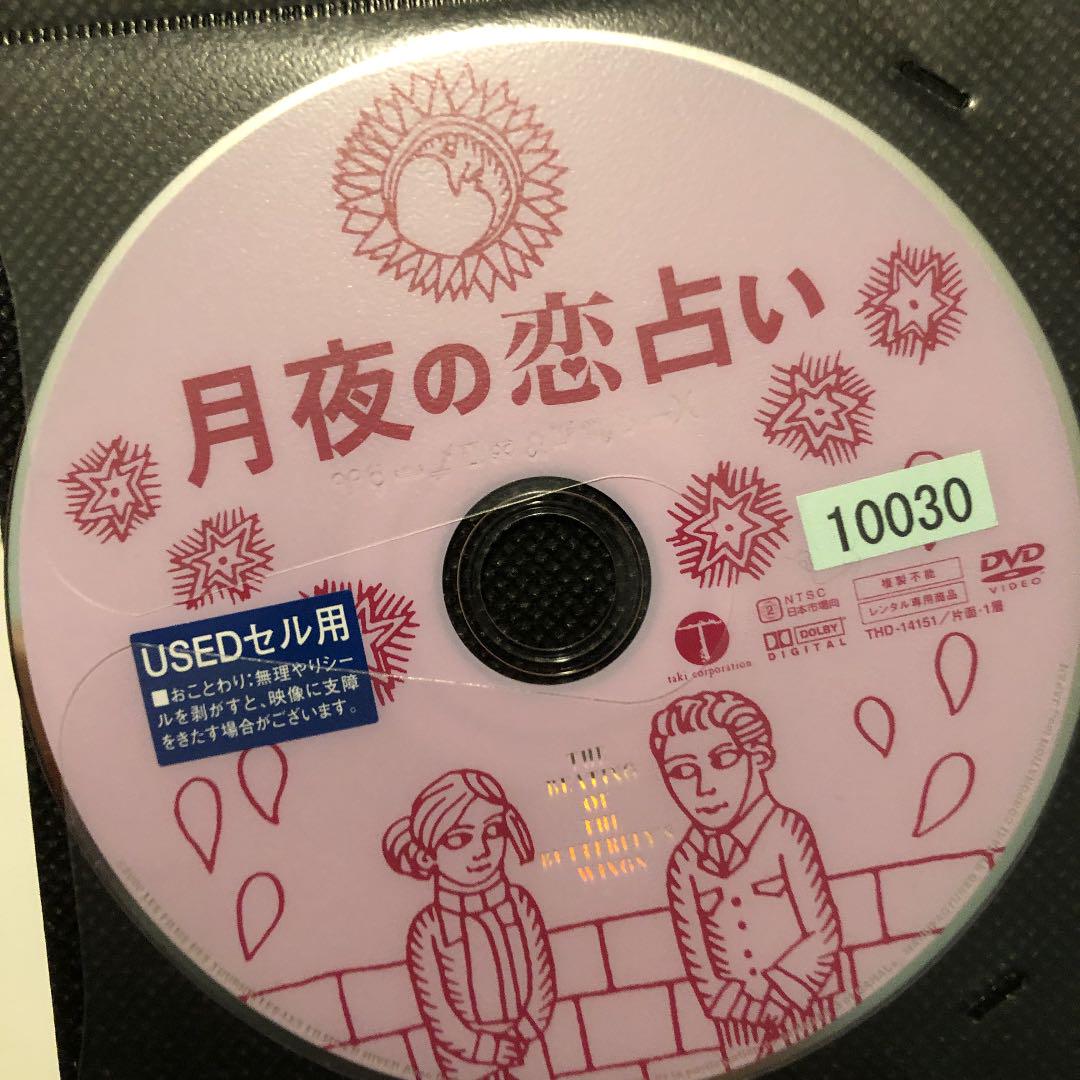 月夜の恋占い
10030
USEDセル用
■おことわり:無理やりシー
ルを剥がすと、映像に支障
をきたす場合がございます。
taki corporation
2
NTSC
日本市場向
DOLBY
DIGITAL
複製不能
レンタル専用商品
THD-14151/片面・1層
DVD
VIDEO
THE
BEATING
OF
THE
BUTTERFLY'S
WINGS